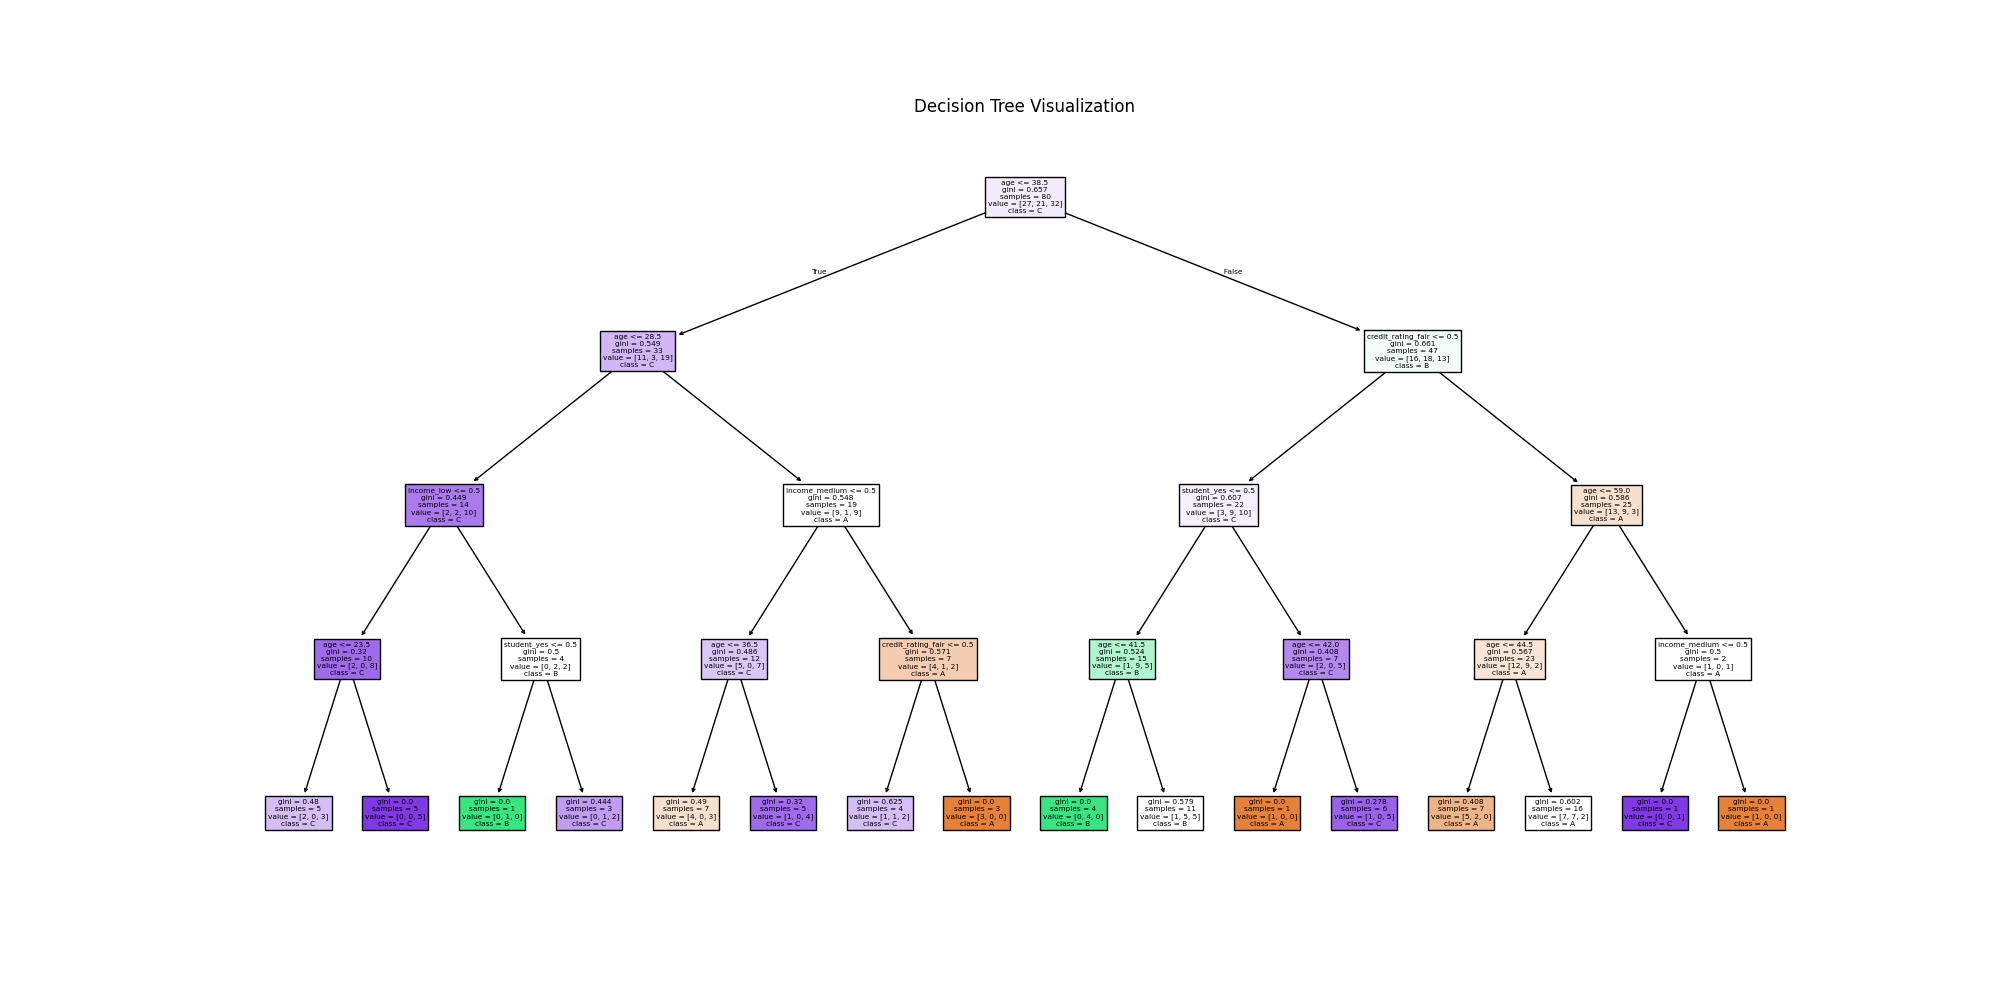 Decision Tree Visualization
age <= 38.5
gini = 0.657
samples = 80
value = [27, 21, 32]
class = C
True
False
age <= 28.5
gini = 0.549
samples = 33
value = [11, 3, 19]
class = C
credit_rating_fair <= 0.5
gini = 0.661
samples = 47
value = [16, 18, 13]
class = B
income_low <= 0.5
gini = 0.449
samples = 14
value = [2, 2, 10]
class = C
income_medium <= 0.5
gini = 0.548
samples = 19
value = [9, 1, 9]
class = A
student_yes <= 0.5
gini = 0.607
samples = 22
value = [3, 9, 10]
class = C
age <= 59.0
gini = 0.586
samples = 25
value = [13, 9, 3]
class = A
age <= 23.5
gini = 0.32
samples = 10
value = [2, 0, 8]
class = C
student_yes <= 0.5
gini = 0.5
samples = 4
value = [0, 2, 2]
class = B
age <= 36.5
gini = 0.486
samples = 12
value = [5, 0, 7]
class = C
credit_rating_fair <= 0.5
gini = 0.571
samples = 7
value = [4, 1, 2]
class = A
age <= 41.5
gini = 0.524
samples = 15
value = [1, 9, 5]
class = B
age <= 42.0
gini = 0.408
samples = 7
value = [2, 0, 5]
class = C
age <= 44.5
gini = 0.567
samples = 23
value = [12, 9, 2]
class = A
income_medium <= 0.5
gini = 0.5
samples = 2
value = [1, 0, 1]
class = A
gini = 0.48
samples = 5
value = [2, 0, 3]
class = C
gini = 0.0
samples = 5
value = [0, 0, 5]
class = C
gini = 0.0
samples = 1
value = [0, 1, 0]
class = B
gini = 0.444
samples = 3
value = [0, 1, 2]
class = C
gini = 0.49
samples = 7
value = [4, 0, 3]
class = A
gini = 0.32
samples = 5
value = [1, 0, 4]
class = C
gini = 0.625
samples = 4
value = [1, 1, 2]
class = C
gini = 0.0
samples = 3
value = [3, 0, 0]
class = A
gini = 0.0
samples = 4
value = [0, 4, 0]
class = B
gini = 0.579
samples = 11
value = [1, 5, 5]
class = B
gini = 0.0
samples = 1
value = [1, 0, 0]
class = A
gini = 0.278
samples = 6
value = [1, 0, 5]
class = C
gini = 0.408
samples = 7
value = [5, 2, 0]
class = A
gini = 0.602
samples = 16
value = [7, 7, 2]
class = A
gini = 0.0
samples = 1
value = [0, 0, 1]
class = C
gini = 0.0
samples = 1
value = [1, 0, 0]
class = A